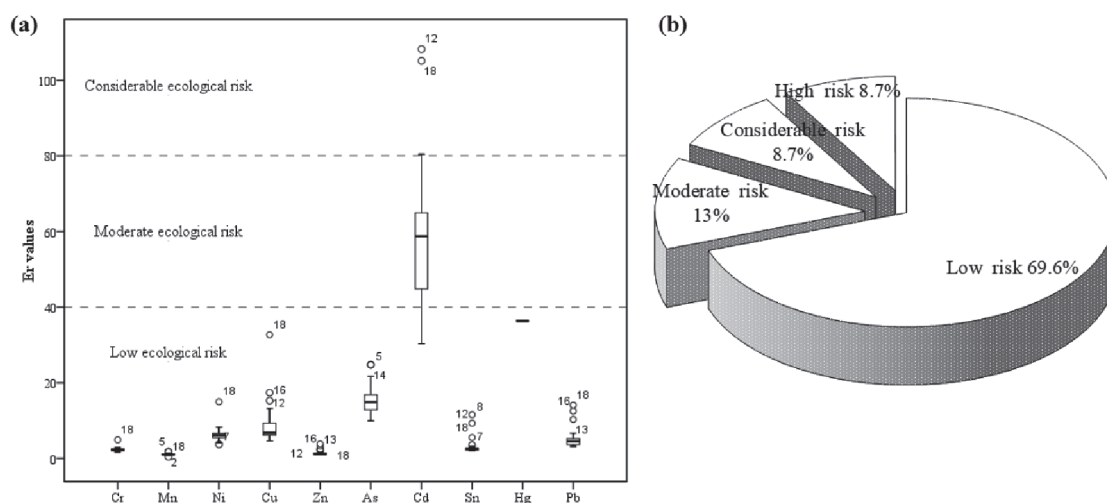 (a)
Er values
100
80
60
40
20
0
Considerable ecological risk
Moderate ecological risk
Low ecological risk
18
5
18
2
18
7
18
16
12
16
13
12
18
5
14
12
18
12
8
18
7
16
18
13
Cr Mn Ni Cu Zn As Cd Sn Hg Pb
(b)
High risk 8.7%
Considerable risk
8.7%
Moderate risk
13%
Low risk 69.6%